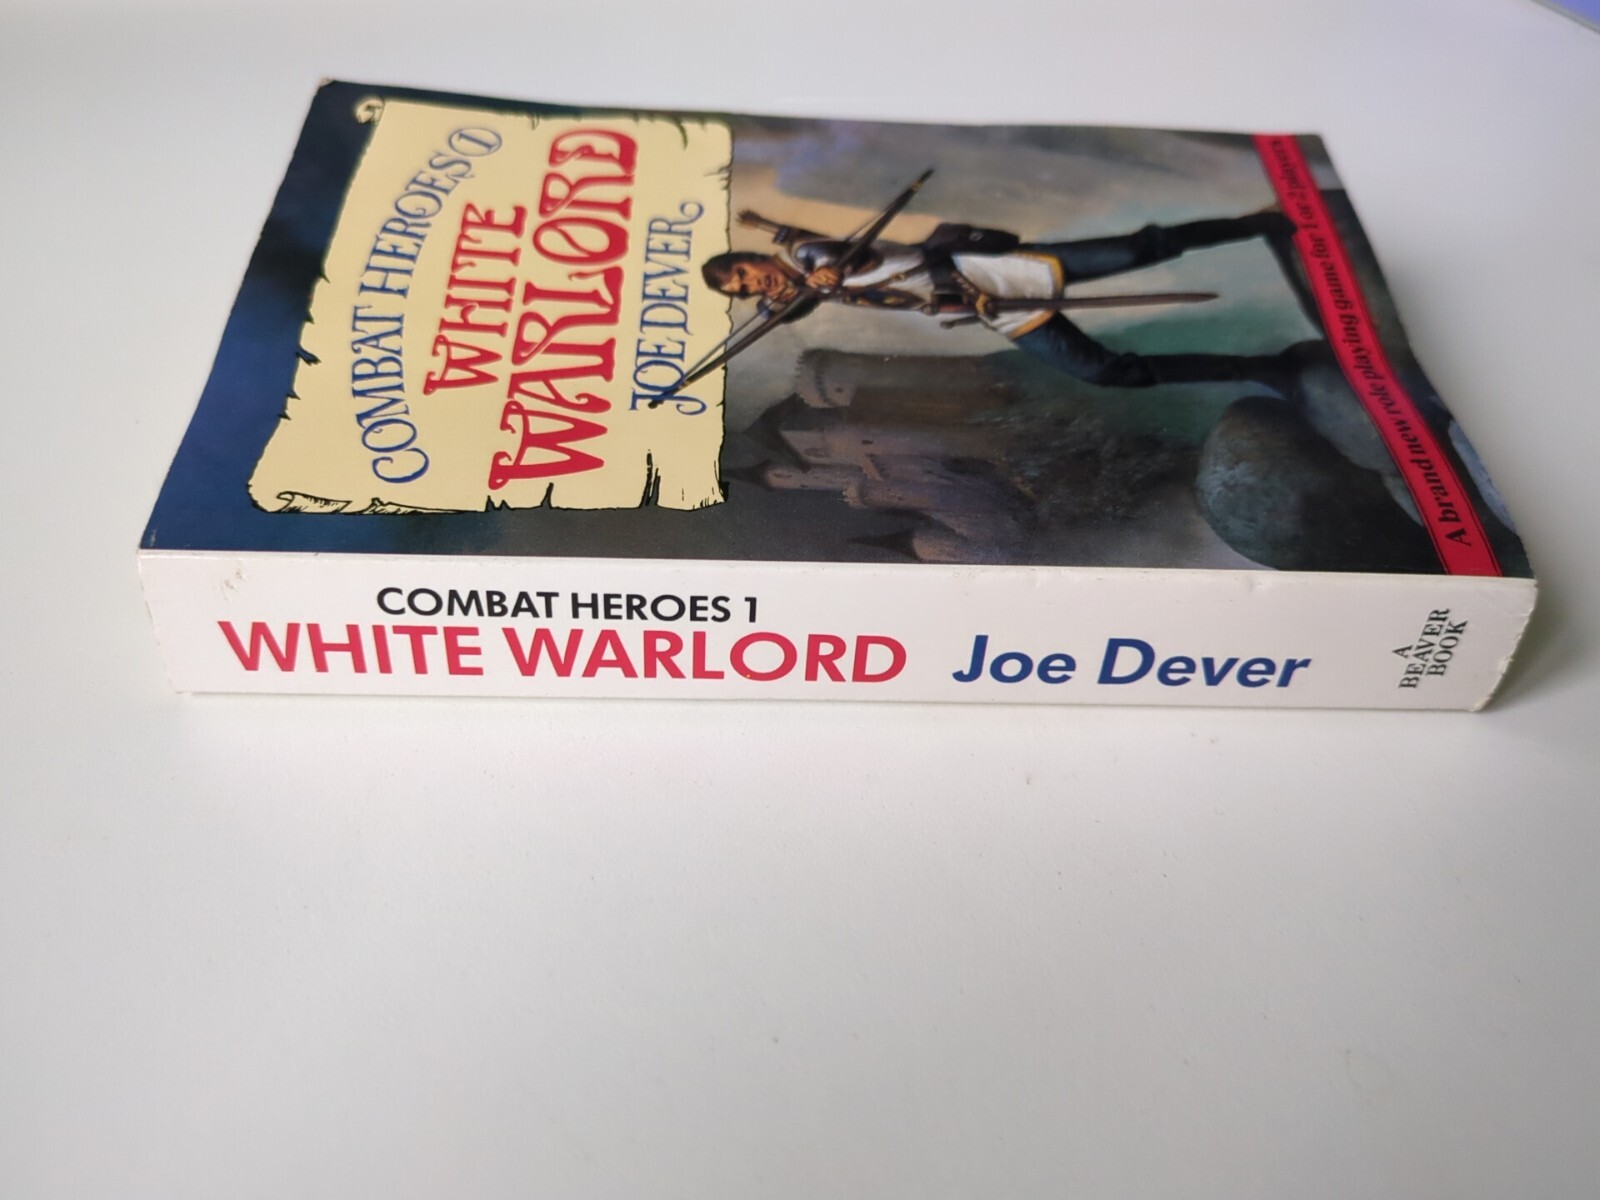 COMBAT HEROES 1
WHITE
WARLORD
JOE DEVER
A brand new role playing game for 1 or 2 players
COMBAT HEROES 1
WHITE WARLORD Joe Dever
A
BEAVER
BOOK